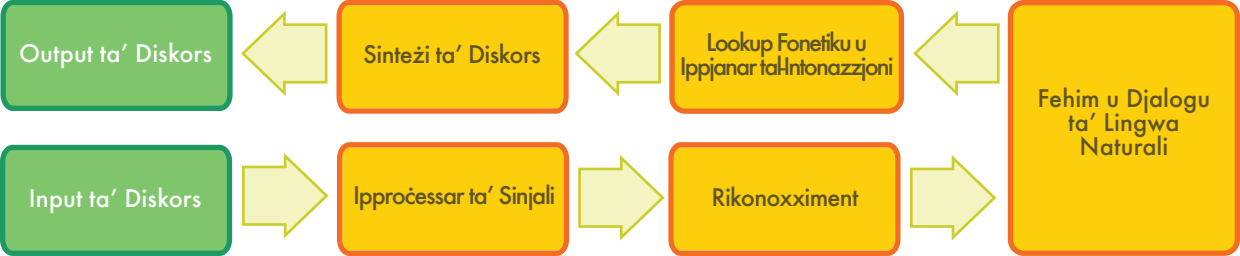 Output ta’ Diskors
Sinteżi ta’ Diskors
Lookup Fonetiku u
Ippjanar tal-Intonazzjoni
Fehim u Djalogu
ta’ Lingwa
Naturali
Input ta’ Diskors
Ipproċessar ta’ Sinjali
Rikonoxximent